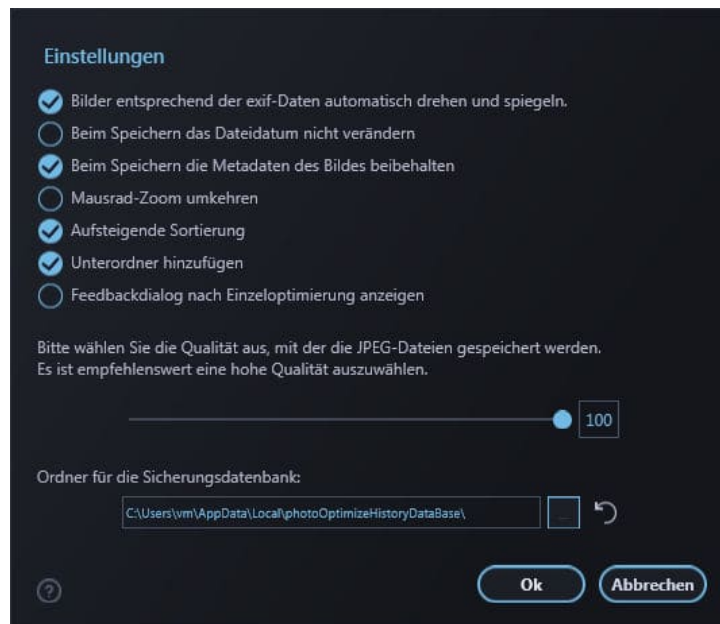 Einstellungen
Bilder entsprechend der exif-Daten automatisch drehen und spiegeln.
Beim Speichern das Dateidatum nicht verändern
Beim Speichern die Metadaten des Bildes beibehalten
Mausrad-Zoom umkehren
Aufsteigende Sortierung
Unterordner hinzufügen
Feedbackdialog nach Einzeloptimierung anzeigen
Bitte wählen Sie die Qualität aus, mit der die JPEG-Dateien gespeichert werden.
Es ist empfehlenswert eine hohe Qualität auszuwählen.
100
Ordner für die Sicherungsdatenbank:
C:\Users\vm\AppData\Local\photoOptimizeHistoryDataBase\ ...
? Ok Abbrechen